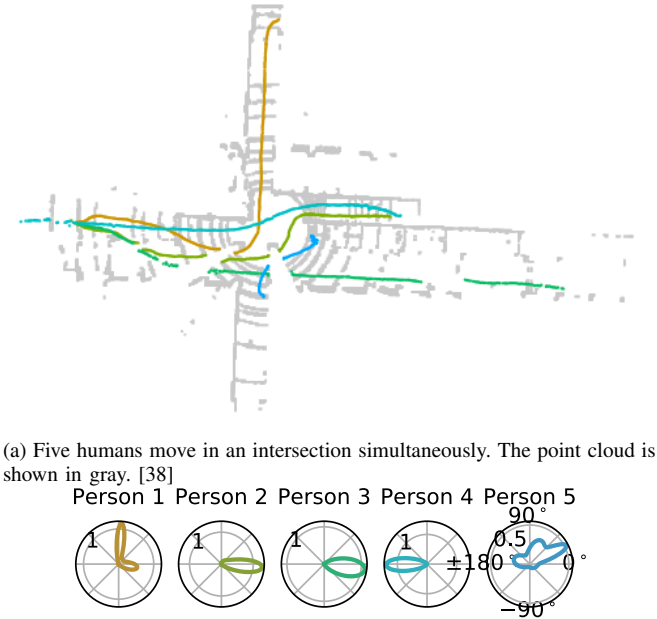 (a) Five humans move in an intersection simultaneously. The point cloud is
shown in gray. [38]
Person 1 Person 2 Person 3 Person 4 Person 5
90°
1 1 1 1 0.5
±180° 0°
−90°